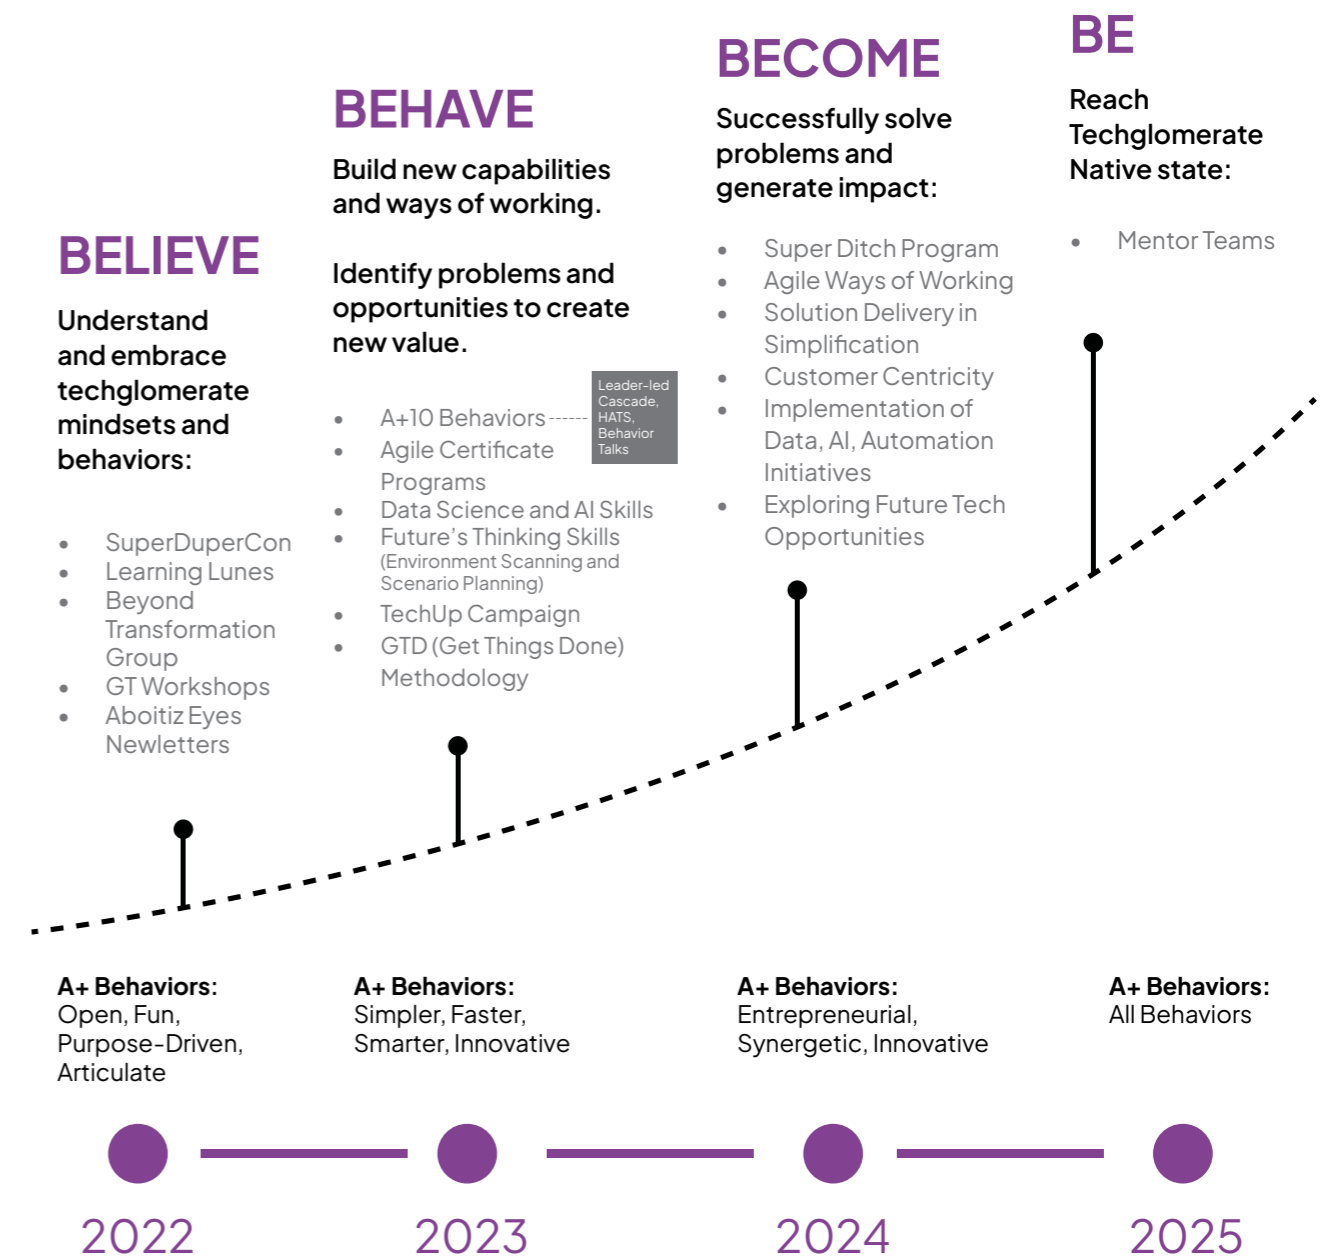 BELIEVE
Understand
and embrace
techglomerate
mindsets and
behaviors:
• SuperDuperCon
• Learning Lunes
• Beyond
Transformation
Group
• GT Workshops
• Aboitiz Eyes
Newletters
BEHAVE
Build new capabilities
and ways of working.
Identify problems and
opportunities to create
new value.
• A+10 Behaviors
Leader-led
Cascade,
HATS,
Behavior
Talks
• Agile Certificate
Programs
• Data Science and AI Skills
• Future’s Thinking Skills
(Environment Scanning and
Scenario Planning)
• TechUp Campaign
• GTD (Get Things Done)
Methodology
BECOME
Successfully solve
problems and
generate impact:
• Super Ditch Program
• Agile Ways of Working
• Solution Delivery in
Simplification
• Customer Centricity
• Implementation of
Data, AI, Automation
Initiatives
• Exploring Future Tech
Opportunities
BE
Reach
Techglomerate
Native state:
• Mentor Teams
A+ Behaviors:
Open, Fun,
Purpose-Driven,
Articulate
A+ Behaviors:
Simpler, Faster,
Smarter, Innovative
A+ Behaviors:
Entrepreneurial,
Synergetic, Innovative
A+ Behaviors:
All Behaviors
2022
2023
2024
2025